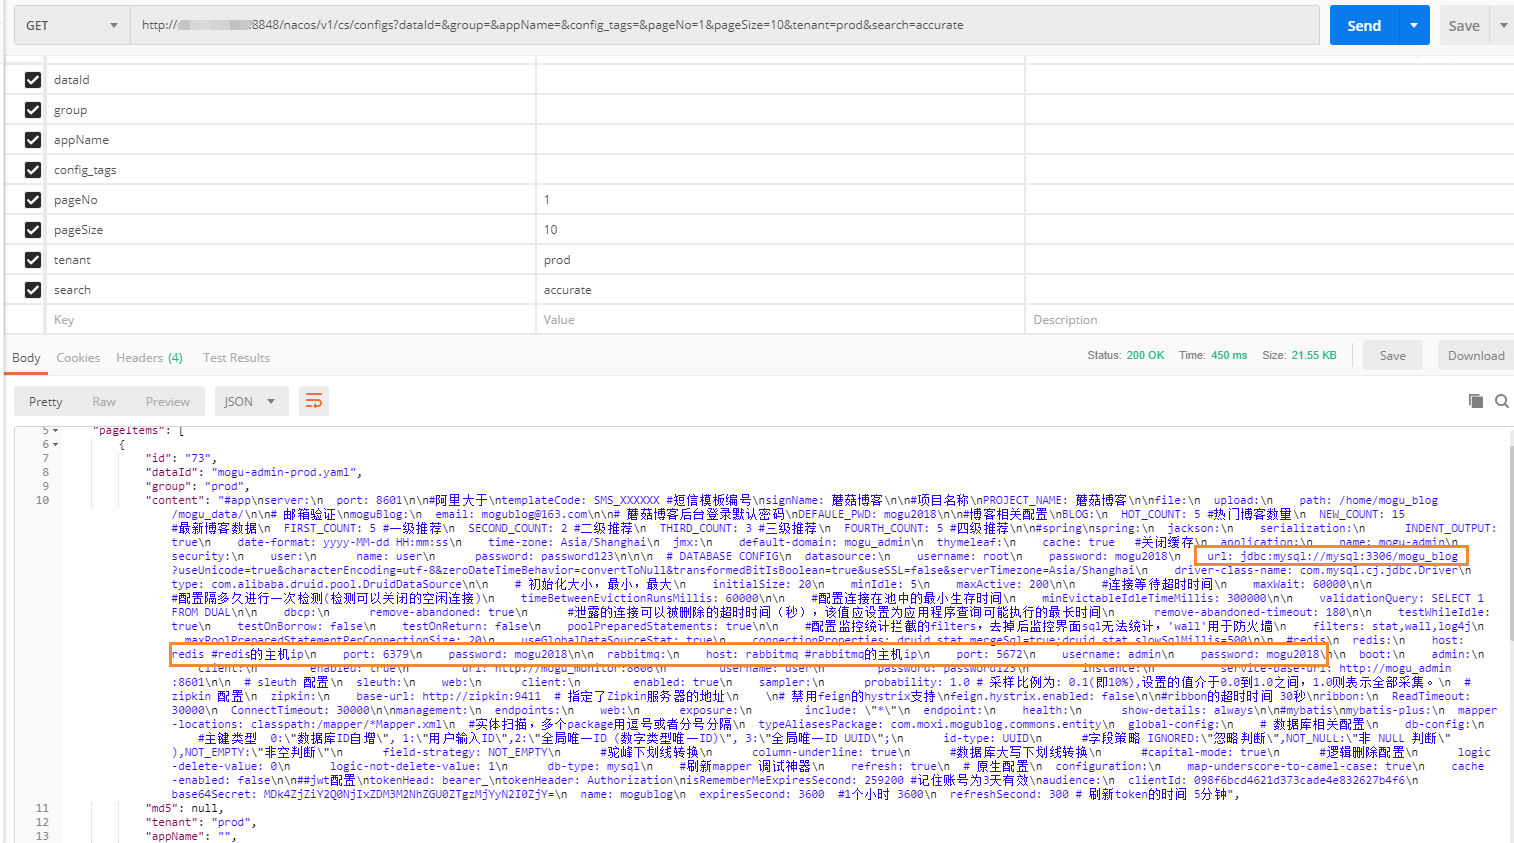 GET
http:// :8848/nacos/v1/cs/configs?dataId=&group=&appName=&config_tags=&pageNo=1&pageSize=10&tenant=prod&search=accurate
Send
Save
dataId
group
appName
config_tags
pageNo 1
pageSize 10
tenant prod
search accurate
Key Value Description
Body Cookies Headers (4) Test Results
Status: 200 OK Time: 450 ms Size: 21.55 KB
Save Download
Pretty Raw Preview JSON
5 "pageItems": [
6 {
7 "id": "73",
8 "dataId": "mogu-admin-prod.yaml",
9 "group": "prod",
10 "content": "#app\nserver:\n  port: 8601\n\n#阿里大于\ntemplateCode: SMS_XXXXXX #短信模板编号\nsignName: 蘑菇博客\n\n#项目名称\nPROJECT_NAME: 蘑菇博客\n\nfile:\n  upload:\n    path: /home/mogu_blog
/mogu_data/\n\n# 邮箱验证\nmoguBlog:\n  email: mogublog@163.com\n\n# 蘑菇博客后台登录默认密码\nDEFAULE_PWD: mogu2018\n\n#博客相关配置\nBLOG:\n  HOT_COUNT: 5 #热门博客数量\n  NEW_COUNT: 15
#最新博客数据\n  FIRST_COUNT: 5 #一级推荐\n  SECOND_COUNT: 2 #二级推荐\n  THIRD_COUNT: 3 #三级推荐\n  FOURTH_COUNT: 5 #四级推荐\n\n#spring\nspring:\n  jackson:\n    serialization:\n      INDENT_OUTPUT:
true\n    date-format: yyyy-MM-dd HH:mm:ss\n    time-zone: Asia/Shanghai\n  jmx:\n    default-domain: mogu_admin\n  thymeleaf:\n    cache: true   #关闭缓存\n  application:\n    name: mogu-admin\n
security:\n    user:\n      name: user\n      password: password123\n\n\n  # DATABASE CONFIG\n  datasource:\n    username: root\n    password: mogu2018\n    url: jdbc:mysql://mysql:3306/mogu_blog
?useUnicode=true&characterEncoding=utf-8&zeroDateTimeBehavior=convertToNull&transformedBitIsBoolean=true&useSSL=false&serverTimezone=Asia/Shanghai\n    driver-class-name: com.mysql.cj.jdbc.Driver\n
type: com.alibaba.druid.pool.DruidDataSource\n\n    # 初始化大小，最小，最大\n    initialSize: 20\n    minIdle: 5\n    maxActive: 200\n\n    #连接等待超时时间\n    maxWait: 60000\n\n
#配置隔多久进行一次检测(检测可以关闭的空闲连接)\n    timeBetweenEvictionRunsMillis: 60000\n\n    #配置连接在池中的最小生存时间\n    minEvictableIdleTimeMillis: 300000\n\n    validationQuery: SELECT 1
FROM DUAL\n    dbcp:\n      remove-abandoned: true\n      #泄露的连接可以被删除的超时时间（秒），该值应设置为应用程序查询可能执行的最长时间\n      remove-abandoned-timeout: 180\n\n    testWhileIdle:
true\n    testOnBorrow: false\n    testOnReturn: false\n    poolPreparedStatements: true\n\n    #配置监控统计拦截的filters，去掉后监控界面sql无法统计，'wall'用于防火墙\n    filters: stat,wall,log4j\n
maxPoolPreparedStatementPerConnectionSize: 20\n    useGlobalDataSourceStat: true\n    connectionProperties: druid.stat.mergeSql=true;druid.stat.slowSqlMillis=500\n\n  #redis\n  redis:\n    host:
redis #redis的主机ip\n    port: 6379\n    password: mogu2018\n\n  rabbitmq:\n    host: rabbitmq #rabbitmq的主机ip\n    port: 5672\n    username: admin\n    password: mogu2018\n\n  boot:\n    admin:\n
client:\n        enabled: true\n        url: http://mogu_monitor:8606\n        username: user\n        password: password123\n        instance:\n          service-base-url: http://mogu_admin
:8601\n\n  # sleuth 配置\n  sleuth:\n    web:\n      client:\n        enabled: true\n    sampler:\n      probability: 1.0 # 采样比例为: 0.1(即10%),设置的值介于0.0到1.0之间，1.0则表示全部采集。\n  #
zipkin 配置\n  zipkin:\n    base-url: http://zipkin:9411  # 指定了Zipkin服务器的地址\n    \n# 禁用feign的hystrix支持\nfeign.hystrix.enabled: false\n\n#ribbon的超时时间 30秒\nribbon:\n  ReadTimeout:
30000\n  ConnectTimeout: 30000\n\nmanagement:\n  endpoints:\n    web:\n      exposure:\n        include: \"*\"\n  endpoint:\n    health:\n      show-details: always\n\n#mybatis\nmybatis-plus:\n  mapper
-locations: classpath:/mapper/*Mapper.xml\n  #实体扫描，多个package用逗号或者分号分隔\n  typeAliasesPackage: com.moxi.mogublog.commons.entity\n  global-config:\n    # 数据库相关配置\n    db-config:\n
#主键类型  0:\"数据库ID自增\", 1:\"用户输入ID\",2:\"全局唯一ID (数字类型唯一ID)\", 3:\"全局唯一ID UUID\";\n      id-type: UUID\n      #字段策略 IGNORED:\"忽略判断\",NOT_NULL:\"非 NULL 判断\"
),NOT_EMPTY:\"非空判断\"\n      field-strategy: NOT_EMPTY\n      #驼峰下划线转换\n      column-underline: true\n      #数据库大写下划线转换\n      #capital-mode: true\n      #逻辑删除配置\n      logic
-delete-value: 0\n      logic-not-delete-value: 1\n      db-type: mysql\n    #刷新mapper 调试神器\n    refresh: true\n  # 原生配置\n  configuration:\n    map-underscore-to-camel-case: true\n    cache
-enabled: false\n\n##jwt配置\ntokenHead: bearer_\ntokenHeader: Authorization\nisRememberMeExpiresSecond: 259200 #记住账号为3天有效\naudience:\n  clientId: 098f6bcd4621d373cade4e832627b4f6\n
base64Secret: MDk4ZjZiY2Q0NjIxZDM3M2NhZGU0ZTgzMjYyN2I0ZjY=\n  name: mogublog\n  expiresSecond: 3600  #1个小时 3600\n  refreshSecond: 300 # 刷新token的时间 5分钟",
11 "md5": null,
12 "tenant": "prod",
13 "appName": "",